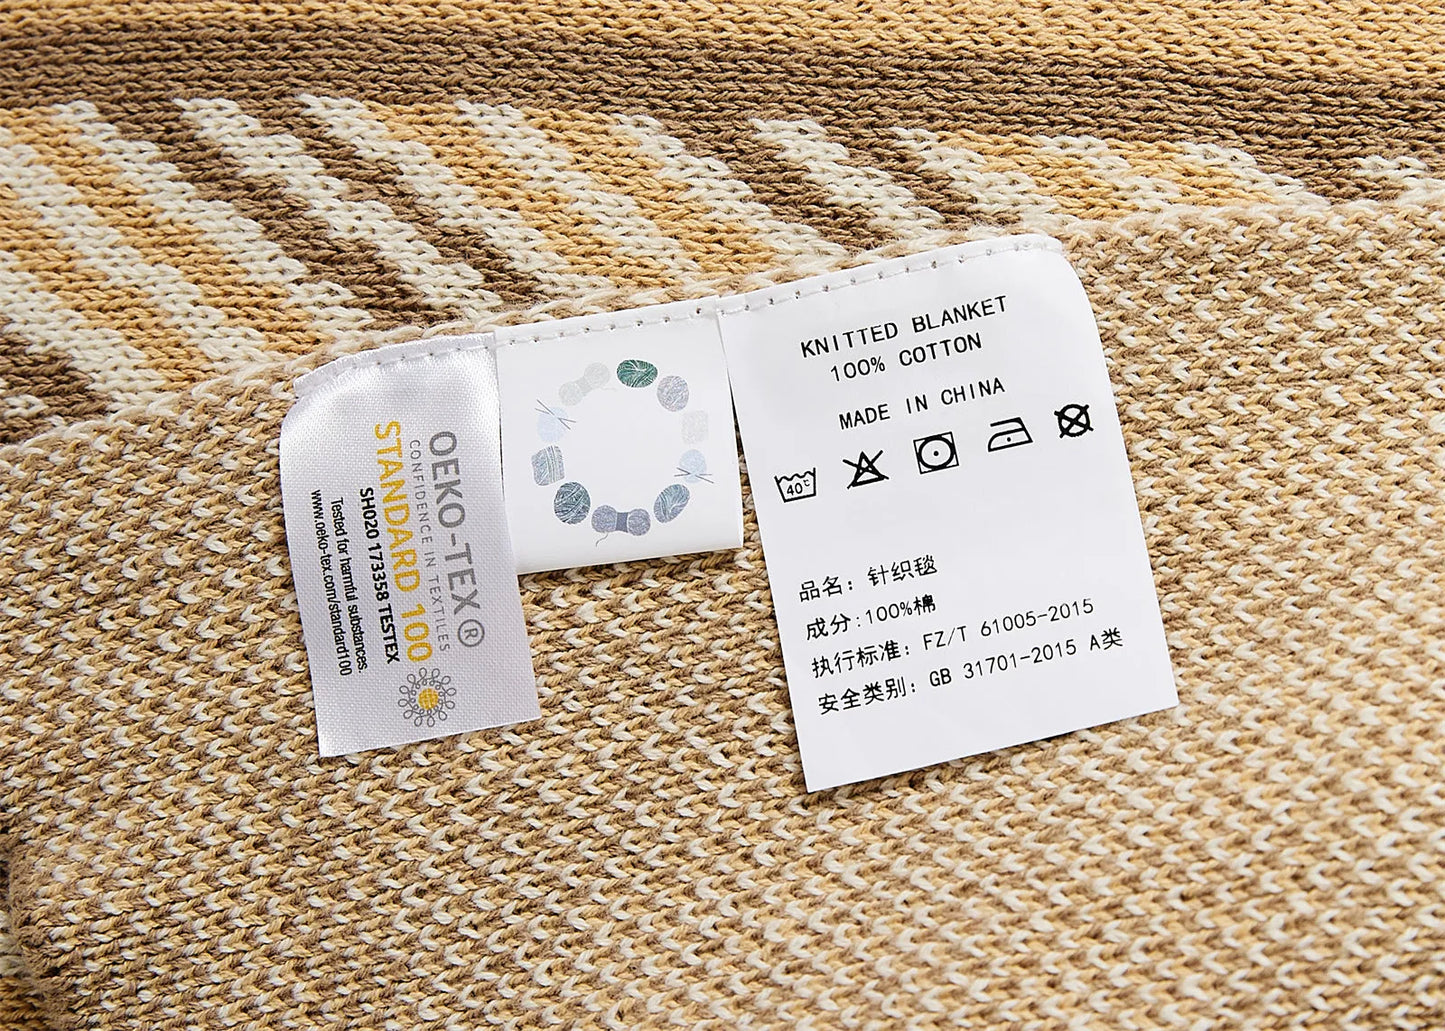 OEKO-TEX®
CONFIDENCE IN TEXTILES
STANDARD 100
SH020 173358 TESTEX
Tested for harmful substances.
www.oeko-tex.com/standard100
KNITTED BLANKET
100% COTTON
MADE IN CHINA
40℃
品名：针织毯
成分:100%棉
执行标准：FZ/T 61005-2015
安全类别：GB 31701-2015 A类